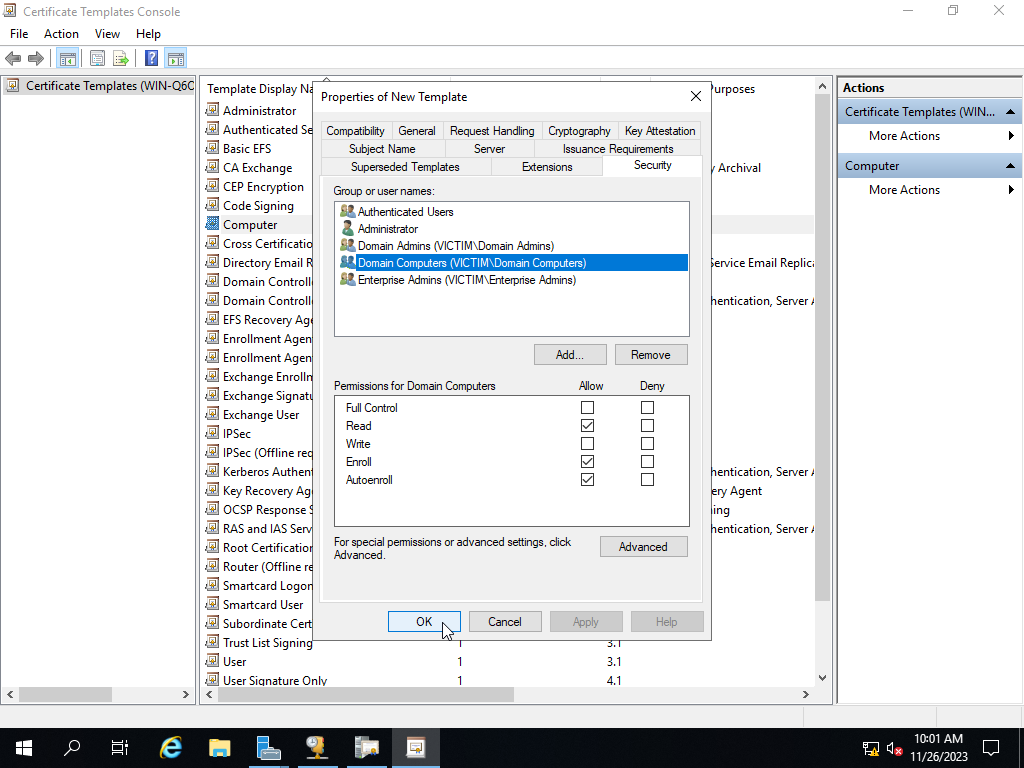 Certificate Templates Console
File Action View Help
Certificate Templates (WIN-Q6C
Template Display Na
urposes
Administrator
Authenticated Se
Basic EFS
CA Exchange
y Archival
CEP Encryption
Code Signing
Computer
Cross Certificatio
Directory Email R
Service Email Replica
Domain Controlle
Domain Controlle
hentication, Server A
EFS Recovery Age
Enrollment Agen
Enrollment Agen
Exchange Enrollm
Exchange Signatu
Exchange User
IPSec
IPSec (Offline req
Kerberos Authent
hentication, Server A
Key Recovery Ag
ery Agent
OCSP Response S
ning
RAS and IAS Serv
hentication, Server A
Root Certification
Router (Offline re
Smartcard Logon
Smartcard User
Subordinate Cert
Trust List Signing 1 3.1
User 1 3.1
User Signature Only 1 4.1
Properties of New Template
Compatibility General Request Handling Cryptography Key Attestation
Subject Name Server Issuance Requirements
Superseded Templates Extensions Security
Group or user names:
Authenticated Users
Administrator
Domain Admins (VICTIM\Domain Admins)
Domain Computers (VICTIM\Domain Computers)
Enterprise Admins (VICTIM\Enterprise Admins)
Add... Remove
Permissions for Domain Computers Allow Deny
Full Control
Read
Write
Enroll
Autoenroll
For special permissions or advanced settings, click
Advanced.
Advanced
OK Cancel Apply Help
Actions
Certificate Templates (WIN...
More Actions
Computer
More Actions
10:01 AM
11/26/2023